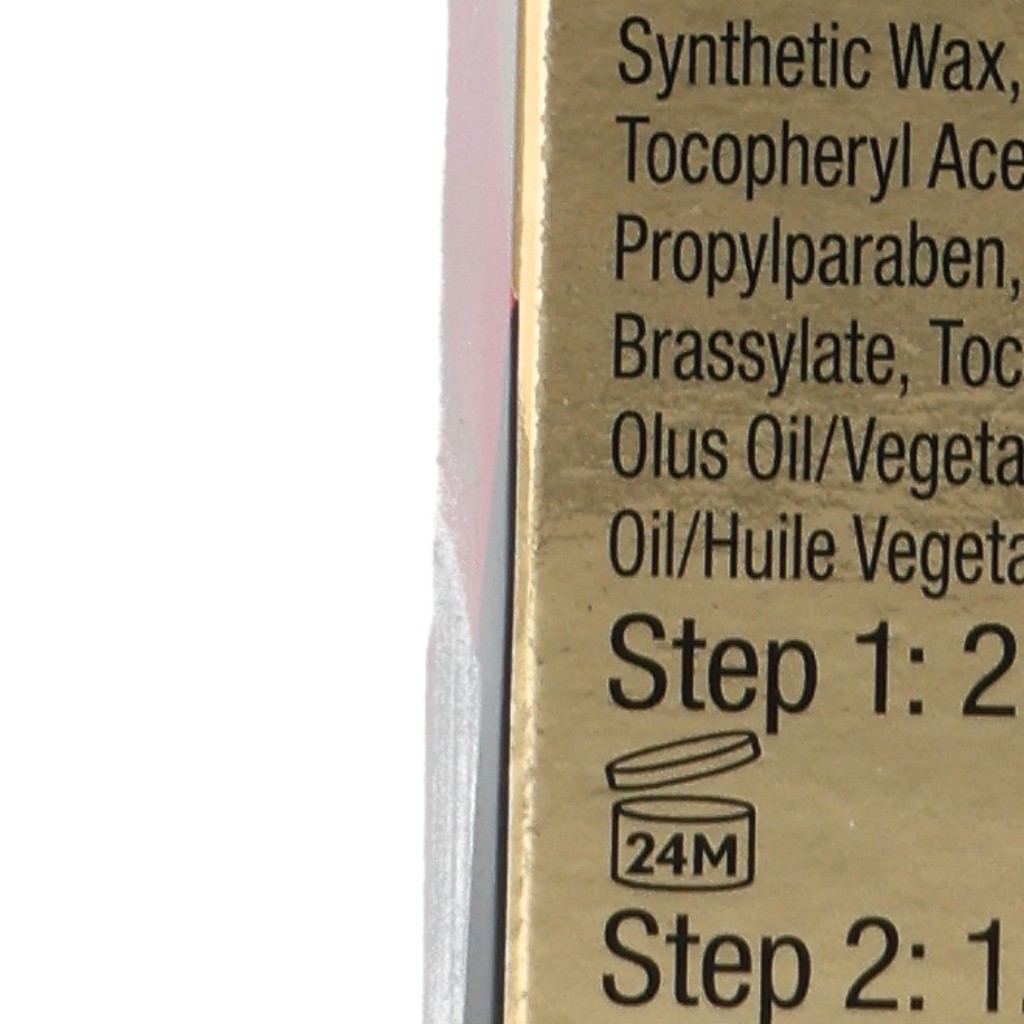 Synthetic Wax,
Tocopheryl Ace
Propylparaben,
Brassylate, Toc
Olus Oil/Vegeta
Oil/Huile Vegeta
Step 1: 2
24M
Step 2: 1